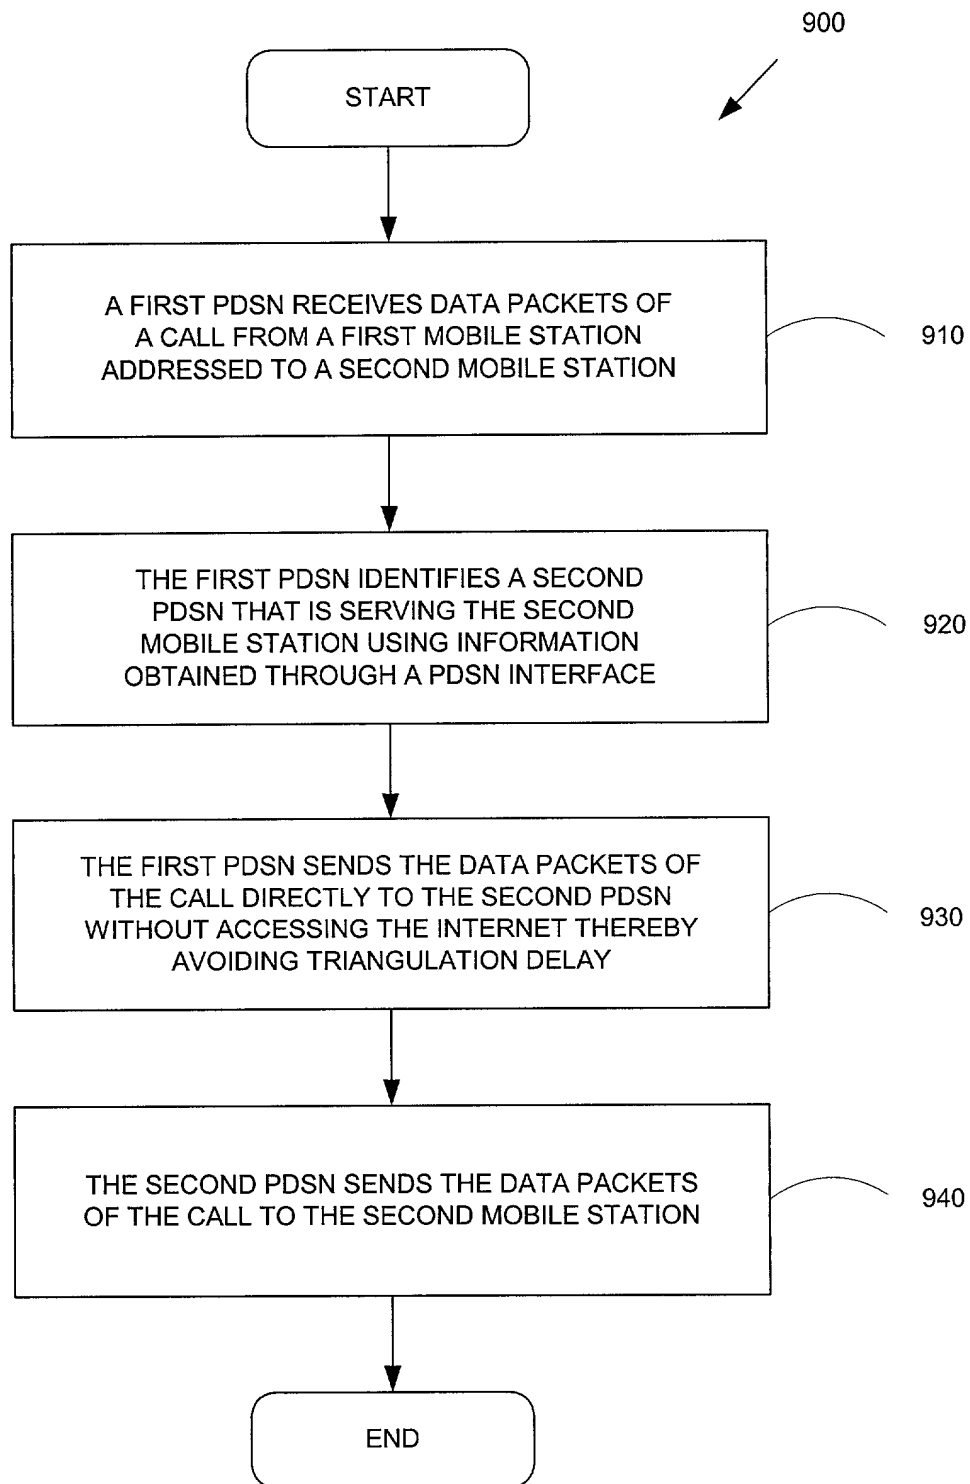 900
START
A FIRST PDSN RECEIVES DATA PACKETS OF
A CALL FROM A FIRST MOBILE STATION
ADDRESSED TO A SECOND MOBILE STATION
910
THE FIRST PDSN IDENTIFIES A SECOND
PDSN THAT IS SERVING THE SECOND
MOBILE STATION USING INFORMATION
OBTAINED THROUGH A PDSN INTERFACE
920
THE FIRST PDSN SENDS THE DATA PACKETS OF
THE CALL DIRECTLY TO THE SECOND PDSN
WITHOUT ACCESSING THE INTERNET THEREBY
AVOIDING TRIANGULATION DELAY
930
THE SECOND PDSN SENDS THE DATA PACKETS
OF THE CALL TO THE SECOND MOBILE STATION
940
END